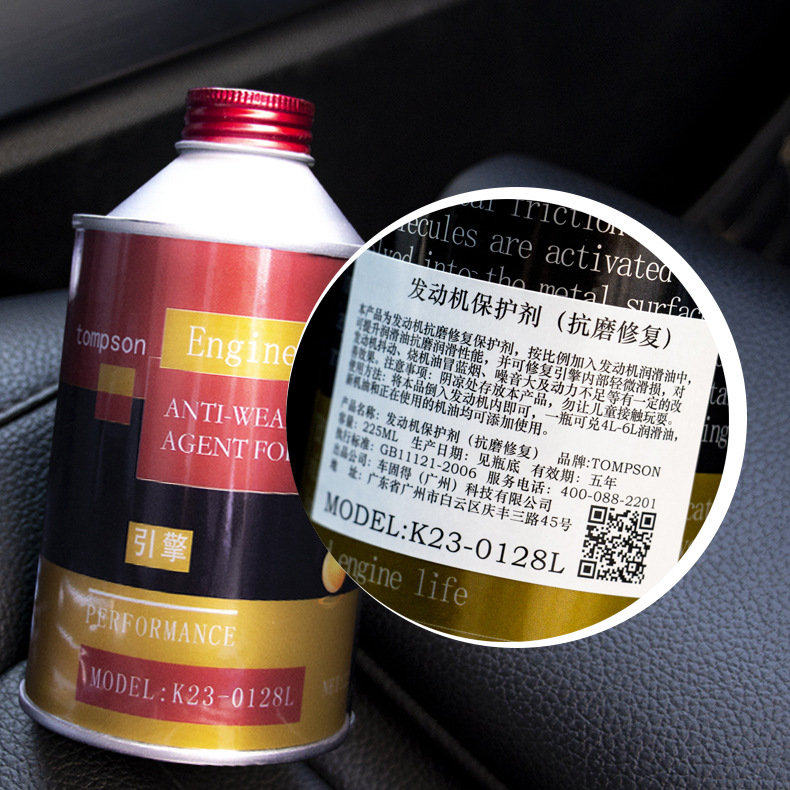 tompson
Engine
ANTI-WEA
AGENT FO
引擎
PERFORMANCE
MODEL:K23-0128L
NET:
tal friction
ecules are activated
into the metal surfac
发动机保护剂（抗磨修复）
本产品为发动机抗磨修复保护剂，按比例加入发动机润滑油中，
可提升润滑油抗磨润滑性能，并可修复引擎内部轻微滑损，对
发动机抖动、烧机油冒蓝烟、噪音大及动力不足等有一定的改
善效果。注意事项：阴凉处存放本产品，勿让儿童接触玩耍。
使用方法：将本品倒入发动机内即可，一瓶可兑4L-6L润滑油，
新机油和正在使用的机油均可添加使用。
产品名称：发动机保护剂（抗磨修复） 品牌:TOMPSON
容量：225ML 生产日期：见瓶底 有效期：五年
执行标准：GB11121-2006 服务电话：400-088-2201
出品公司：车固得（广州）科技有限公司
地 址：广东省广州市白云区庆丰三路45号
MODEL:K23-0128L
engine life